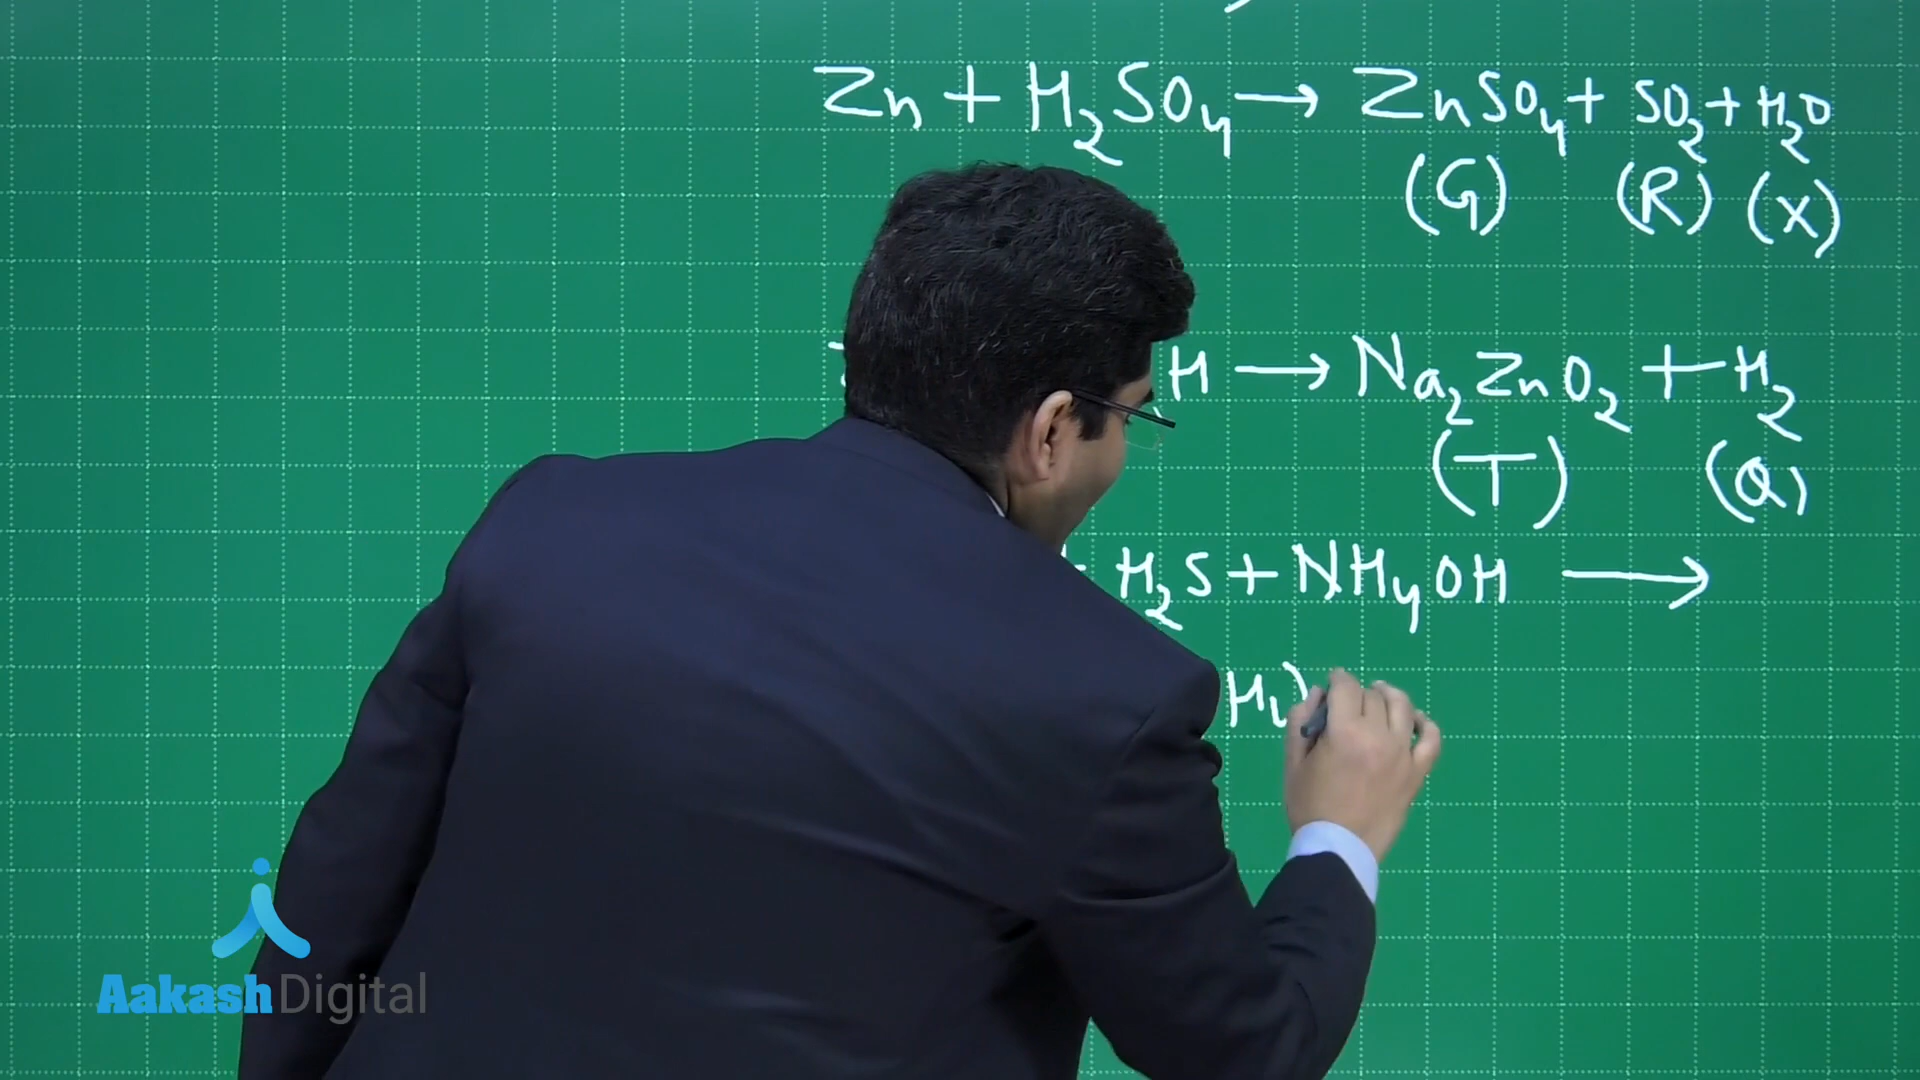 Zn + H₂SO₄ → ZnSO₄ + SO₂ + H₂O
(G) (R) (X)
H → Na₂ZnO₂ + H₂
(T) (Q)
H₂S + NH₄OH →
Aakash Digital